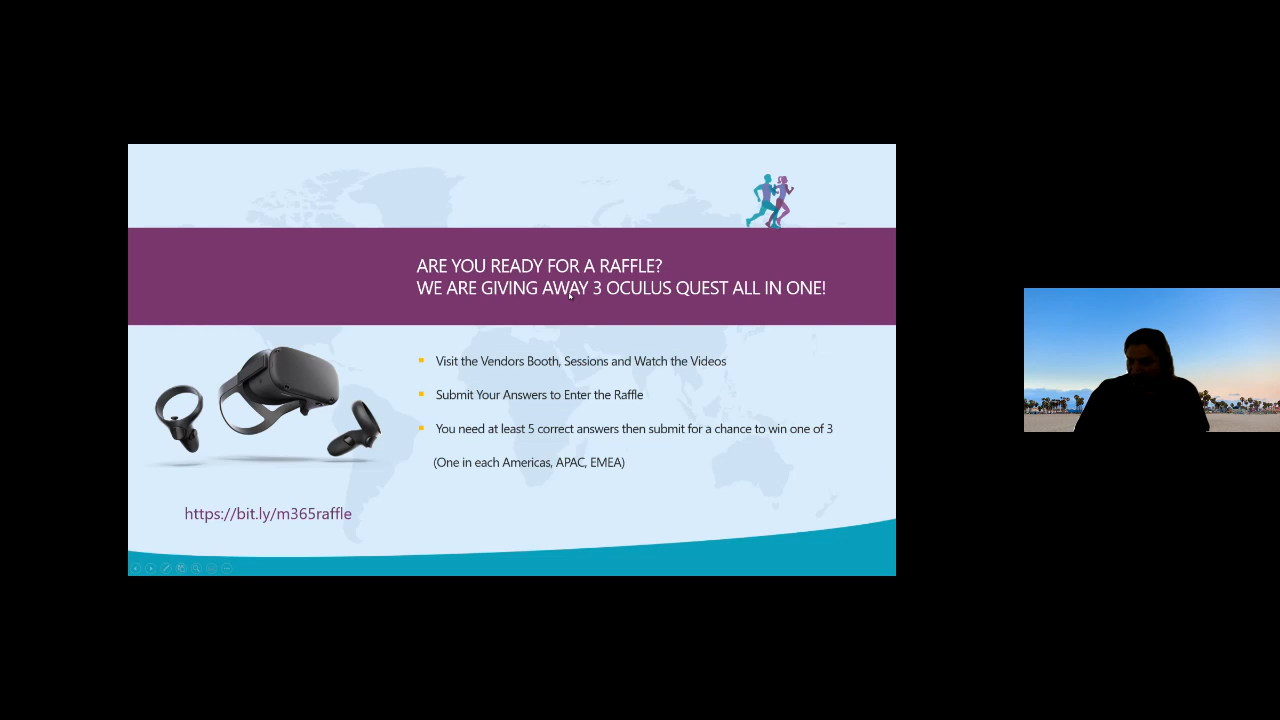 ARE YOU READY FOR A RAFFLE?
WE ARE GIVING AWAY 3 OCULUS QUEST ALL IN ONE!
Visit the Vendors Booth, Sessions and Watch the Videos
Submit Your Answers to Enter the Raffle
You need at least 5 correct answers then submit for a chance to win one of 3
(One in each Americas, APAC, EMEA)
https://bit.ly/m365raffle